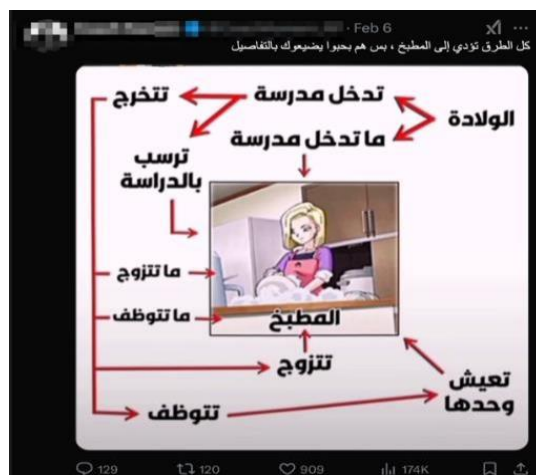 Feb 6
كل الطرق تؤدي إلى المطبخ ، بس هم بحبوا يضيعوك بالتفاصيل
الولادة
تدخل مدرسة
تتخرج
ما تدخل مدرسة
ترسب
بالدراسة
ما تتزوج
ما تتوظف
المطبخ
تتزوج
تعيش
وحدها
تتوظف
129
120
909
174K